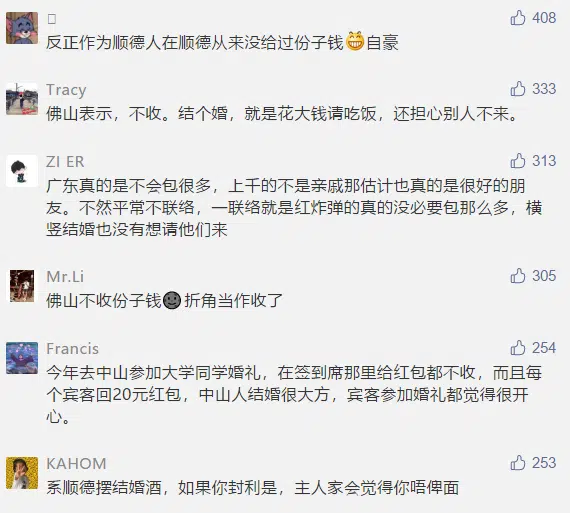 408
反正作为顺德人在顺德从来没给过份子钱😁自豪
Tracy 333
佛山表示，不收。结个婚，就是花大钱请吃饭，还担心别人不来。
ZI ER 313
广东真的是不会包很多，上千的不是亲戚那估计也真的是很好的朋
友。不然平常不联络，一联络就是红炸弹的真的没必要包那么多，横
竖结婚也没有想请他们来
Mr.Li 305
佛山不收份子钱🌚折角当作收了
Francis 254
今年去中山参加大学同学婚礼，在签到席那里给红包都不收，而且每
个宾客回20元红包，中山人结婚很大方，宾客参加婚礼都觉得很开
心。
KAHOM 253
系顺德摆结婚酒，如果你封利是，主人家会觉得你唔俾面